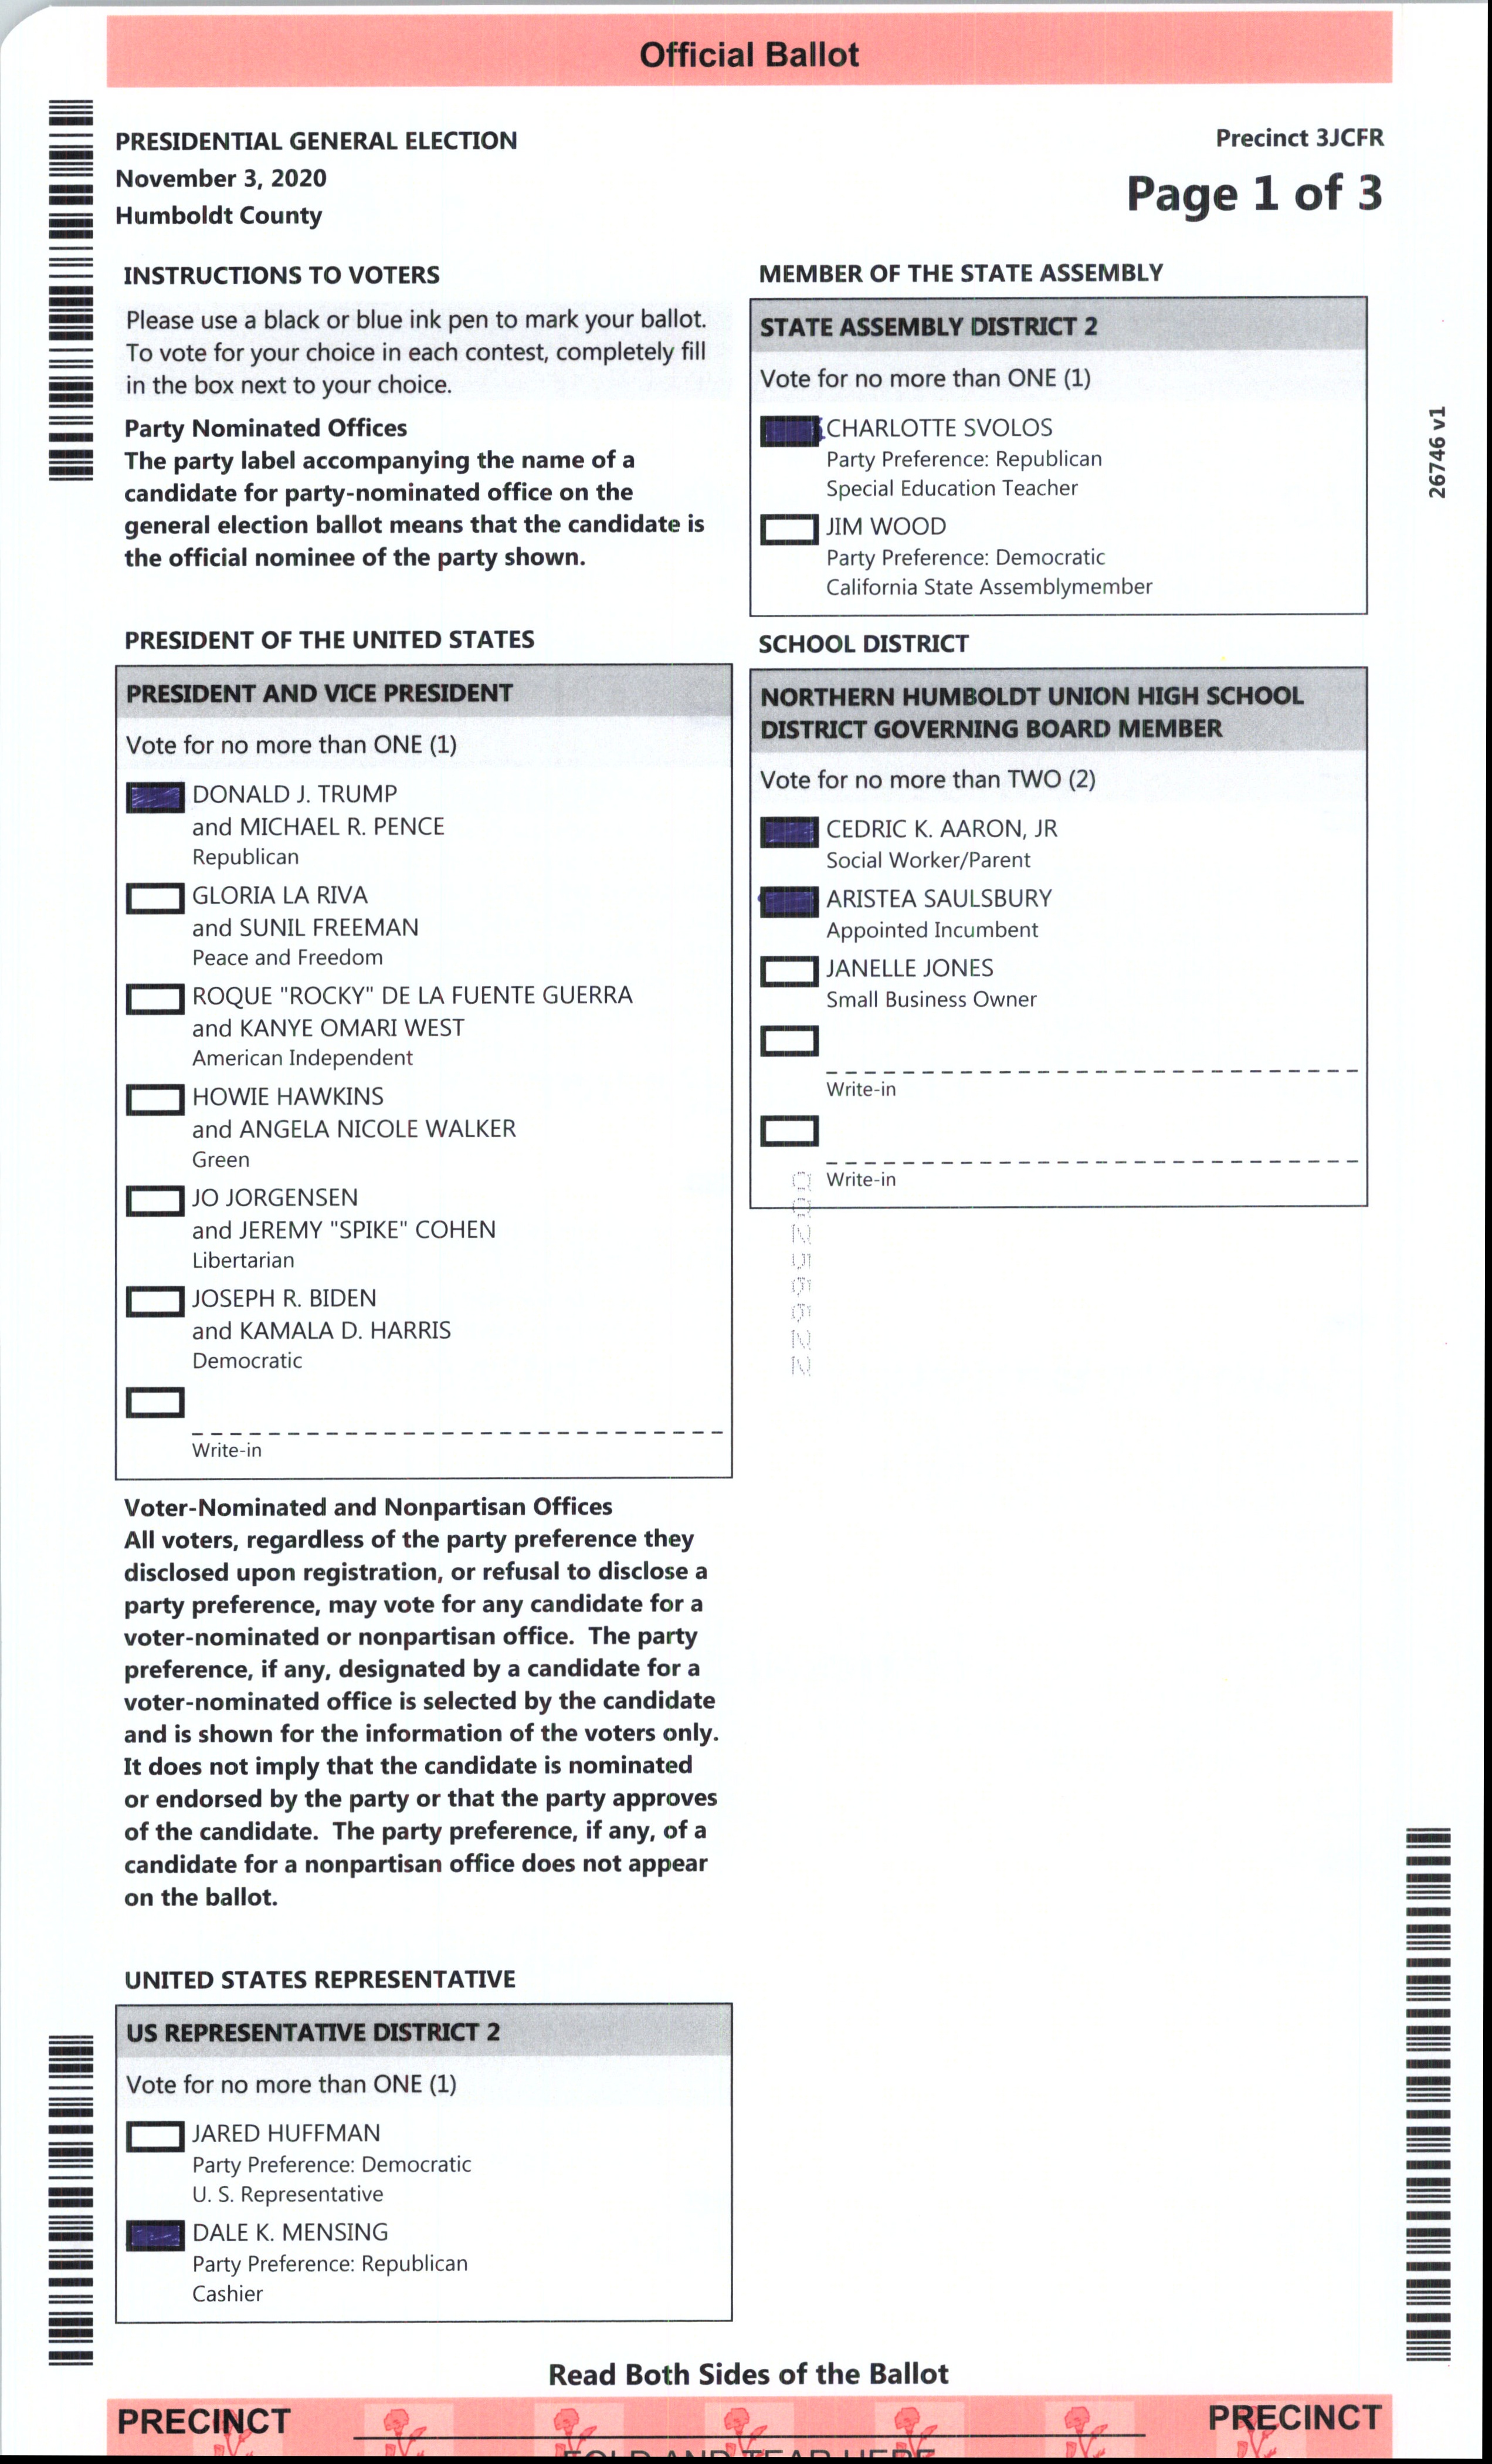 Official Ballot
PRESIDENTIAL GENERAL ELECTION
November 3, 2020
Humboldt County
Precinct 3JCFR
Page 1 of 3
INSTRUCTIONS TO VOTERS
Please use a black or blue ink pen to mark your ballot.
To vote for your choice in each contest, completely fill
in the box next to your choice.
Party Nominated Offices
The party label accompanying the name of a
candidate for party-nominated office on the
general election ballot means that the candidate is
the official nominee of the party shown.
PRESIDENT OF THE UNITED STATES
PRESIDENT AND VICE PRESIDENT
Vote for no more than ONE (1)
DONALD J. TRUMP
and MICHAEL R. PENCE
Republican
GLORIA LA RIVA
and SUNIL FREEMAN
Peace and Freedom
ROQUE "ROCKY" DE LA FUENTE GUERRA
and KANYE OMARI WEST
American Independent
HOWIE HAWKINS
and ANGELA NICOLE WALKER
Green
JO JORGENSEN
and JEREMY "SPIKE" COHEN
Libertarian
JOSEPH R. BIDEN
and KAMALA D. HARRIS
Democratic
Write-in
Voter-Nominated and Nonpartisan Offices
All voters, regardless of the party preference they
disclosed upon registration, or refusal to disclose a
party preference, may vote for any candidate for a
voter-nominated or nonpartisan office. The party
preference, if any, designated by a candidate for a
voter-nominated office is selected by the candidate
and is shown for the information of the voters only.
It does not imply that the candidate is nominated
or endorsed by the party or that the party approves
of the candidate. The party preference, if any, of a
candidate for a nonpartisan office does not appear
on the ballot.
UNITED STATES REPRESENTATIVE
US REPRESENTATIVE DISTRICT 2
Vote for no more than ONE (1)
JARED HUFFMAN
Party Preference: Democratic
U. S. Representative
DALE K. MENSING
Party Preference: Republican
Cashier
MEMBER OF THE STATE ASSEMBLY
STATE ASSEMBLY DISTRICT 2
Vote for no more than ONE (1)
CHARLOTTE SVOLOS
Party Preference: Republican
Special Education Teacher
JIM WOOD
Party Preference: Democratic
California State Assemblymember
SCHOOL DISTRICT
NORTHERN HUMBOLDT UNION HIGH SCHOOL
DISTRICT GOVERNING BOARD MEMBER
Vote for no more than TWO (2)
CEDRIC K. AARON, JR
Social Worker/Parent
ARISTEA SAULSBURY
Appointed Incumbent
JANELLE JONES
Small Business Owner
Write-in
Write-in
26746 v1
Read Both Sides of the Ballot
PRECINCT
PRECINCT
FOLD AND TEAR HERE